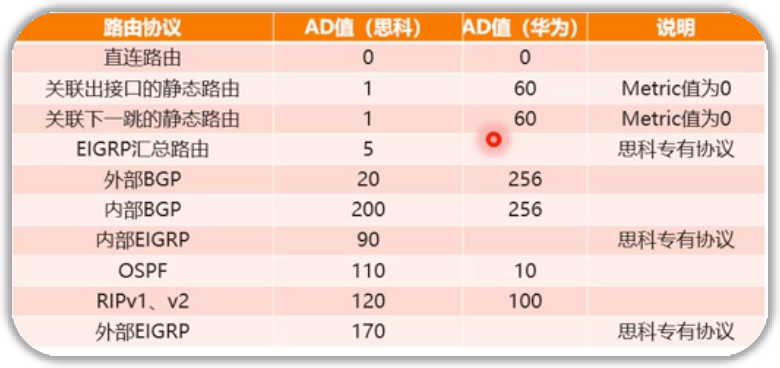 路由协议 AD值（思科） AD值（华为） 说明
直连路由 0 0
关联出接口的静态路由 1 60 Metric值为0
关联下一跳的静态路由 1 60 Metric值为0
EIGRP汇总路由 5 思科专有协议
外部BGP 20 256
内部BGP 200 256
内部EIGRP 90 思科专有协议
OSPF 110 10
RIPv1、v2 120 100
外部EIGRP 170 思科专有协议